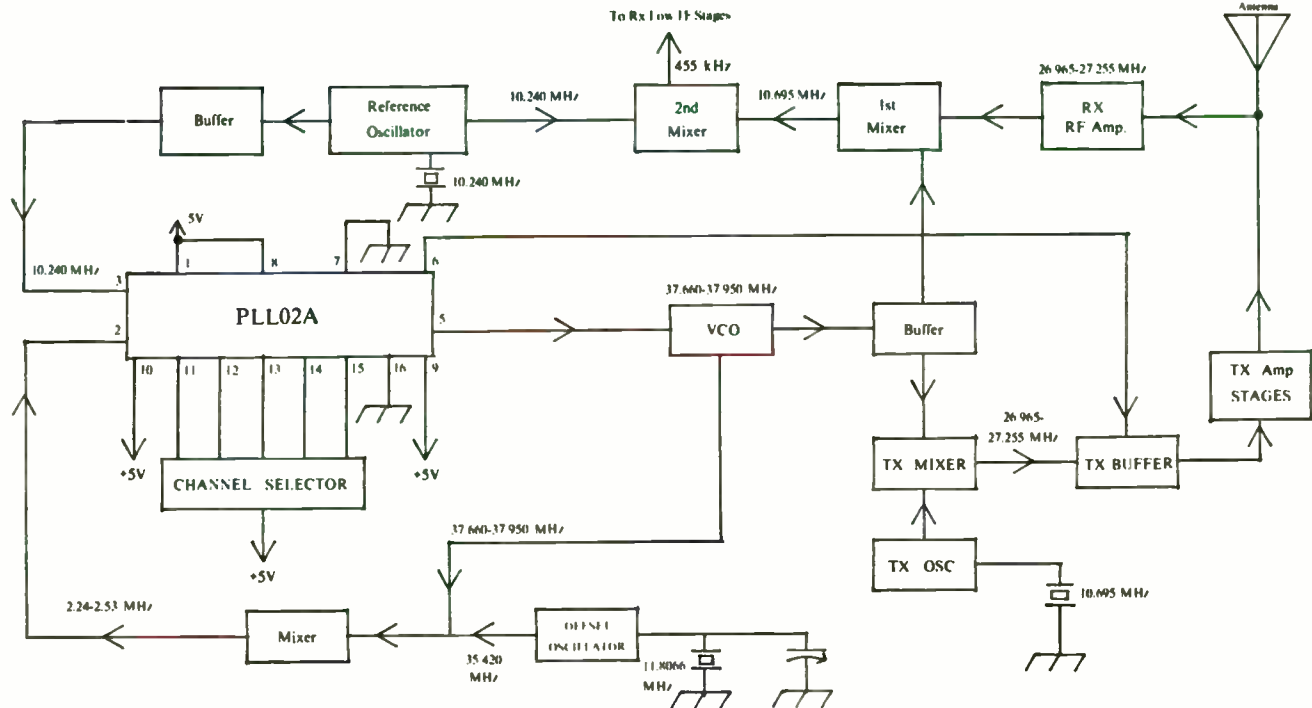 To Rx Low IF Stages
Antenna
455 kHz
26.965-27.255 MHz
Buffer
Reference
Oscillator
10.240 MHz
2nd
Mixer
10.695 MHz
1st
Mixer
RX
RF Amp.
10.240 MHz
5V
10.240 MHz
3
1
8
7
6
PLL02A
2
5
37.660-37.950 MHz
VCO
Buffer
10
11
12
13
14
15
16
9
TX Amp
STAGES
+5V
CHANNEL SELECTOR
+5V
26.965-
27.255 MHz
TX MIXER
TX BUFFER
+5V
37.660-37.950 MHz
TX OSC
10.695 MHz
2.24-2.53 MHz
Mixer
OFFSET
OSCILLATOR
35.420
MHz
11.8066
MHz